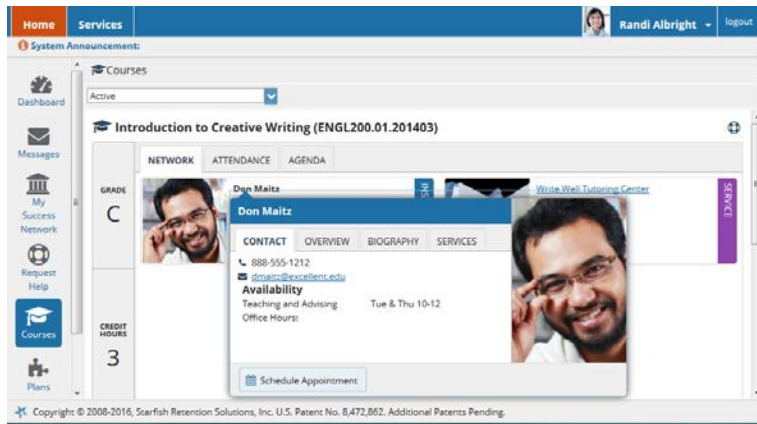 Home Services Randi Albright logout
System Announcement:
Courses
Active
Dashboard
Introduction to Creative Writing (ENGL200.01.201403)
Messages
NETWORK ATTENDANCE AGENDA
My
Success
Network
GRADE
C
Don Maitz
Write Well Tutoring Center
SERVICE
Don Maitz
CONTACT OVERVIEW BIOGRAPHY SERVICES
888-555-1212
dmaitz@excellent.edu
Availability
Teaching and Advising Tue & Thu 10-12
Office Hours:
Request
Help
Courses
CREDIT
HOURS
3
Schedule Appointment
Plans
Copyright © 2008-2016, Starfish Retention Solutions, Inc. U.S. Patent No. 8,472,862. Additional Patents Pending.